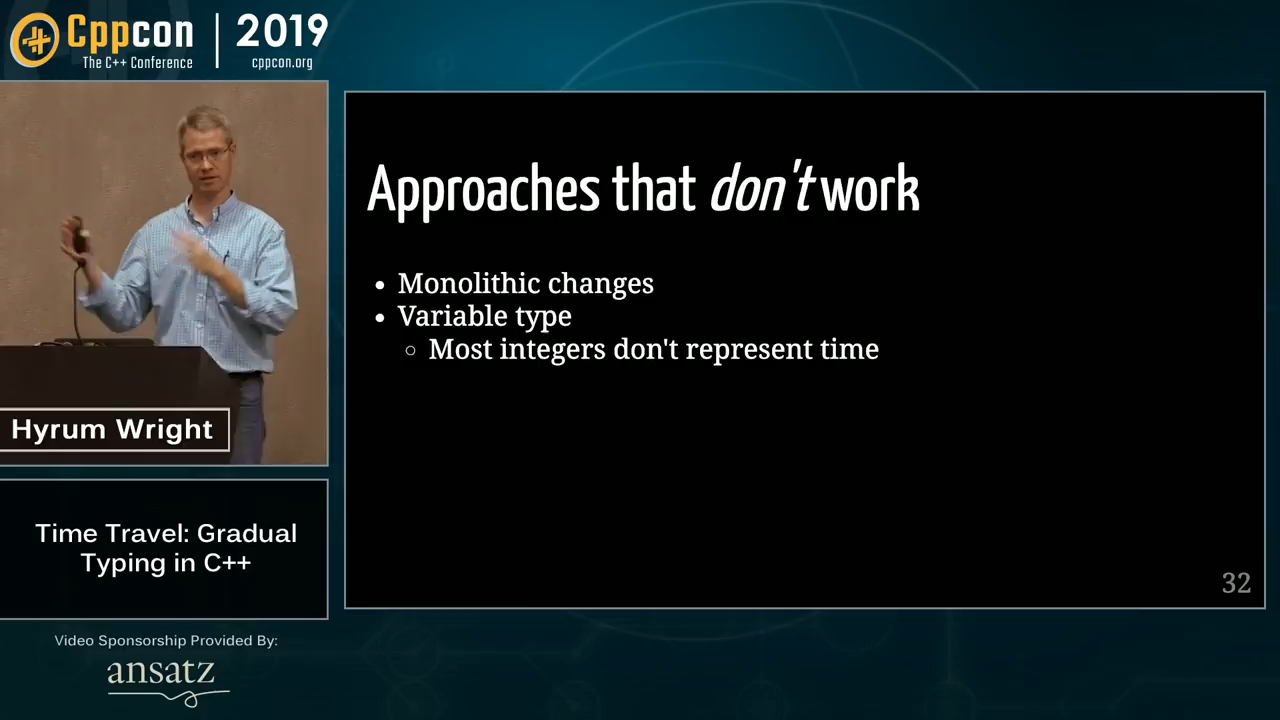 Cppcon
The C++ Conference
2019
cppcon.org
Approaches that don't work
• Monolithic changes
• Variable type
○ Most integers don't represent time
32
Hyrum Wright
Time Travel: Gradual
Typing in C++
Video Sponsorship Provided By:
ansatz